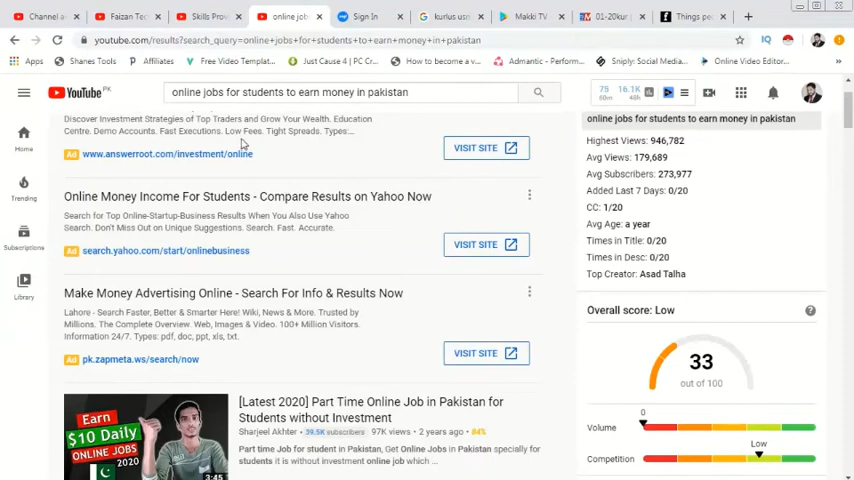 Channel a
Faizan Tec
Skills Provic
online job
Sign In
kurlus usm
Makki TV
01-20kur
Things pe
youtube.com/results?search_query=online+jobs+for+students+to+earn+money+in+pakistan
IQ
Apps
Shanes Tools
Affiliates
Free Video Templat...
Just Cause 4 | PC Cr...
How to become a v...
Admantic - Perform...
Sniply: Social Medi...
Online Video Editor...
YouTube PK
online jobs for students to earn money in pakistan
75 60m
16.1K 48h
Discover Investment Strategies of Top Traders and Grow Your Wealth. Education
Centre. Demo Accounts. Fast Executions. Low Fees. Tight Spreads. Types:...
Ad www.answerroot.com/investment/online
VISIT SITE
Online Money Income For Students - Compare Results on Yahoo Now
Search for Top Online-Startup-Business Results When You Also Use Yahoo
Search. Don't Miss Out on Unique Suggestions. Search. Fast. Accurate.
Ad search.yahoo.com/start/onlinebusiness
VISIT SITE
Make Money Advertising Online - Search For Info & Results Now
Lahore - Search Faster, Better & Smarter Here! Wiki, News & More. Trusted by
Millions. The Complete Overview. Web, Images & Video. 100+ Million Visitors.
Information 24/7. Types: pdf, doc, ppt, xls, txt.
Ad pk.zapmeta.ws/search/now
VISIT SITE
Earn
$10 Daily
ONLINE JOBS
2020
3:45
[Latest 2020] Part Time Online Job in Pakistan for
Students without Investment
Sharjeel Akhter • 39.5K subscribers • 97K views • 2 years ago • 84%
Part time Job for student in Pakistan, Get Online Jobs in Pakistan specially for
students it is without investment online job which ...
Home
Trending
Subscriptions
Library
online jobs for students to earn money in pakistan
Highest Views: 946,782
Avg Views: 179,689
Avg Subscribers: 273,977
Added Last 7 Days: 0/20
CC: 1/20
Avg Age: a year
Times in Title: 0/20
Times in Desc: 0/20
Top Creator: Asad Talha
Overall score: Low
33
out of 100
0
Volume
Low
Competition